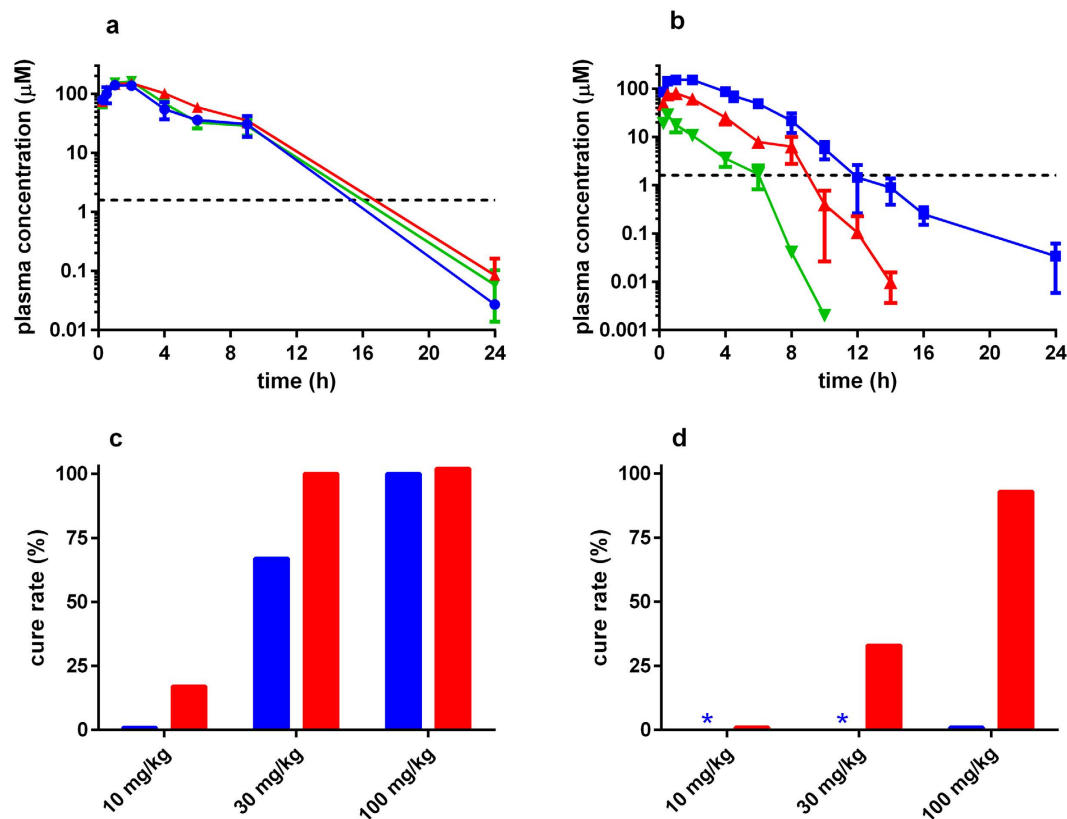 a
plasma concentration (µM)
100
10
1
0.1
0.01
0 4 8 12 16 20 24
time (h)
b
plasma concentration (µM)
100
10
1
0.1
0.01
0.001
0 4 8 12 16 20 24
time (h)
c
cure rate (%)
100
75
50
25
0
10 mg/kg
30 mg/kg
100 mg/kg
d
cure rate (%)
100
75
50
25
0
* *
10 mg/kg
30 mg/kg
100 mg/kg